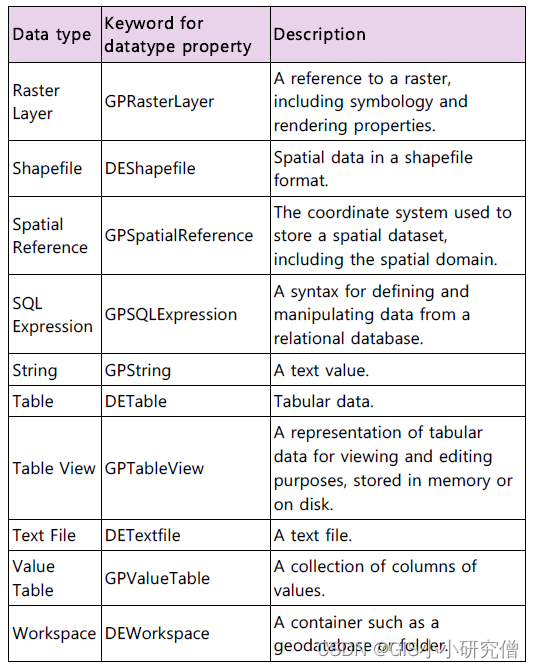 Data type
Keyword for
datatype property
Description
Raster
Layer
GPRasterLayer
A reference to a raster,
including symbology and
rendering properties.
Shapefile
DEShapefile
Spatial data in a shapefile
format.
Spatial
Reference
GPSpatialReference
The coordinate system used to
store a spatial dataset,
including the spatial domain.
SQL
Expression
GPSQLExpression
A syntax for defining and
manipulating data from a
relational database.
String
GPString
A text value.
Table
DETable
Tabular data.
Table View
GPTableView
A representation of tabular
data for viewing and editing
purposes, stored in memory or
on disk.
Text File
DETextfile
A text file.
Value
Table
GPValueTable
A collection of columns of
values.
Workspace
DEWorkspace
A container such as a
geodatabase or folder.
CSDN @GIS小小研究僧